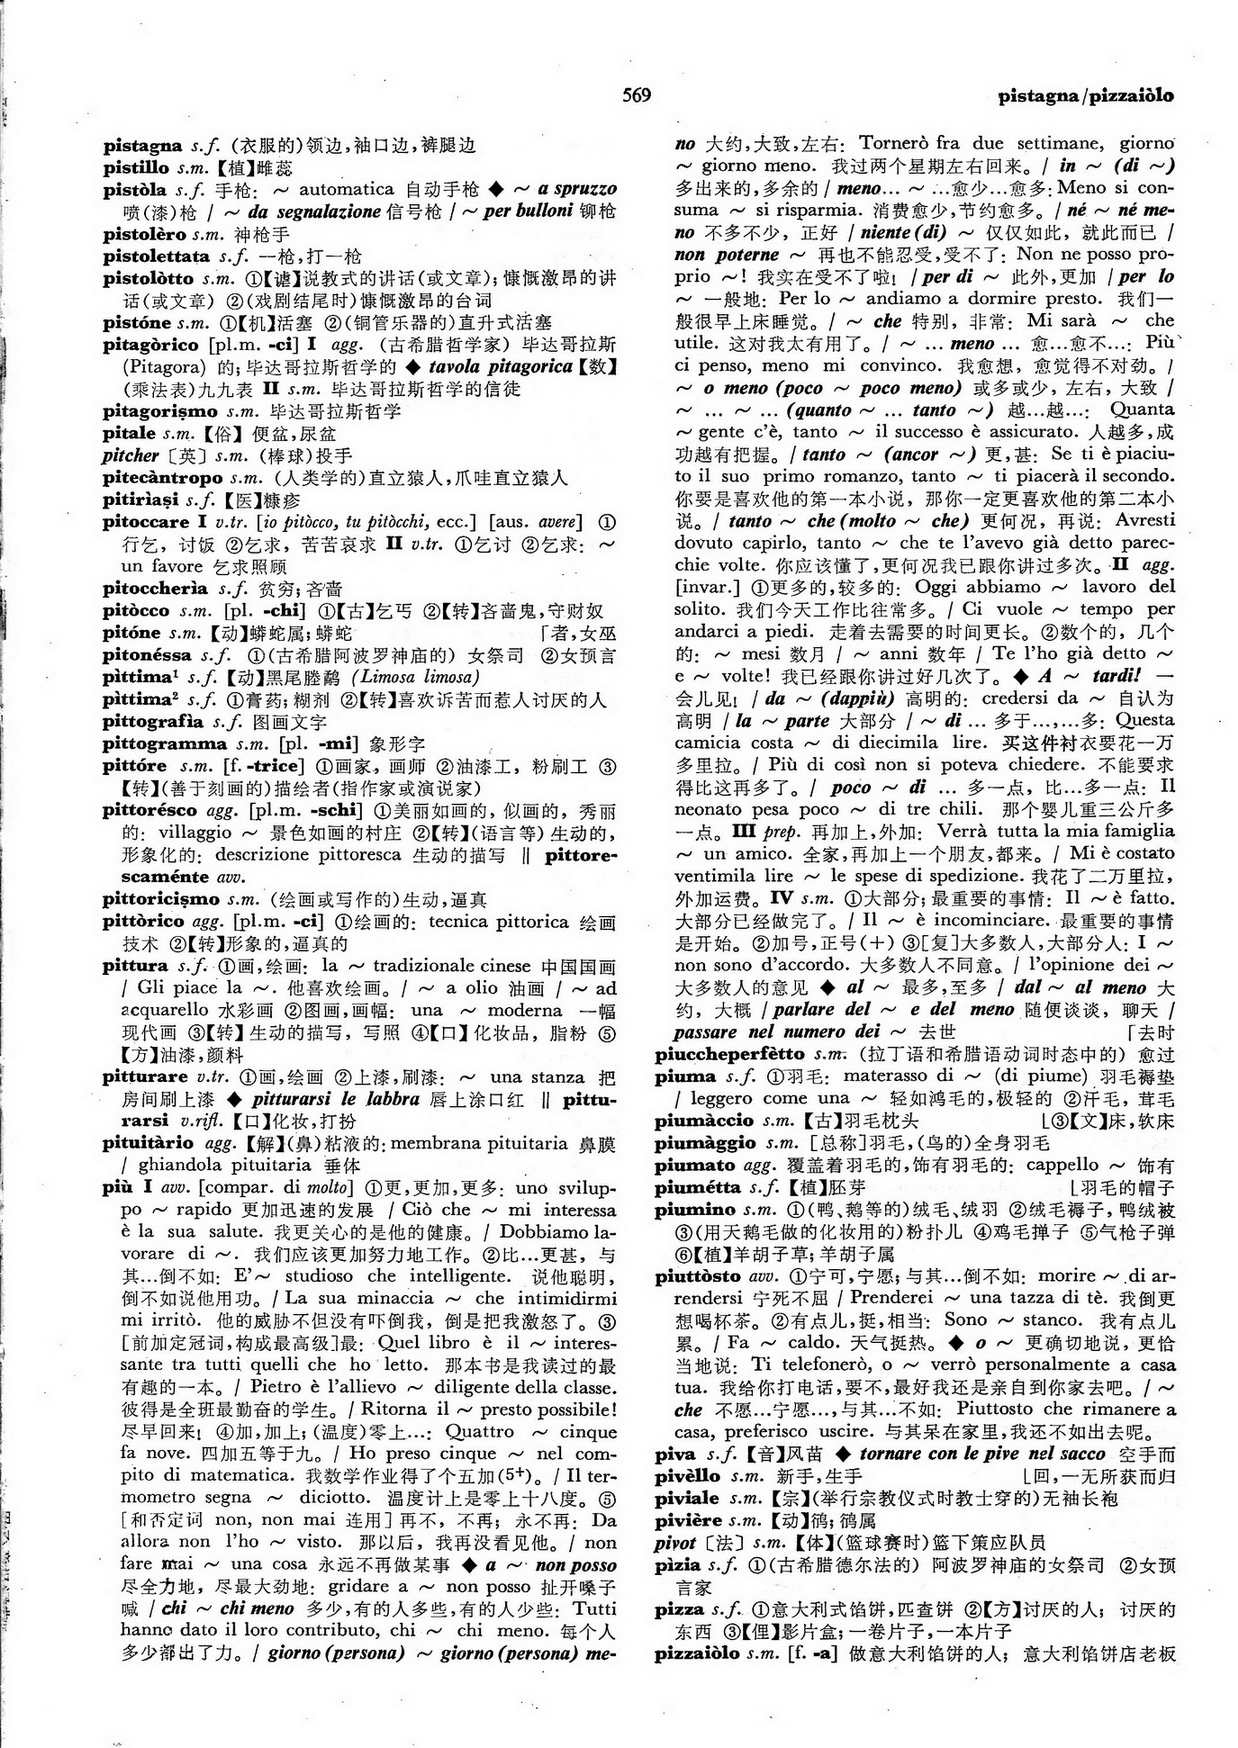 569
pistagna/pizzaiòlo
pistagna s.f. (衣服的)领边,袖口边,裤腿边
pistillo s.m.【植】雌蕊
pistòla s.f. 手枪: ～ automatica 自动手枪 ◆ ～ a spruzzo
喷(漆)枪 / ～ da segnalazione 信号枪 / ～ per bulloni 铆枪
pistolèro s.m. 神枪手
pistolettata s.f. 一枪,打一枪
pistolòtto s.m. ①【谑】说教式的讲话(或文章); 慷慨激昂的讲
话(或文章) ②(戏剧结尾时)慷慨激昂的台词
pistóne s.m. ①【机】活塞 ②(铜管乐器的)直升式活塞
pitagòrico [pl.m. -ci] I agg. (古希腊哲学家) 毕达哥拉斯
(Pitagora) 的; 毕达哥拉斯哲学的 ◆ tavola pitagorica【数】
(乘法表)九九表 II s.m. 毕达哥拉斯哲学的信徒
pitagorismo s.m. 毕达哥拉斯哲学
pitale s.m.【俗】便盆,尿盆
pitcher〔英〕s.m. (棒球)投手
pitecàntropo s.m. (人类学的)直立猿人,爪哇直立猿人
pitirìași s.f.【医】糠疹
pitoccare I v.tr. [io pitòcco, tu pitòcchi, ecc.] [aus. avere] ①
行乞, 讨饭 ②乞求, 苦苦哀求 II v.tr. ①乞讨 ②乞求: ～
un favore 乞求照顾
pitoccherìa s.f. 贫穷; 吝啬
pitòcco s.m. [pl. -chi] ①【古】乞丐 ②【转】吝啬鬼,守财奴
pitóne s.m.【动】蟒蛇属; 蟒蛇 「者,女巫
pitonéssa s.f. ①(古希腊阿波罗神庙的) 女祭司 ②女预言
pìttima¹ s.f.【动】黑尾塍鹬 (Limosa limosa)
pìttima² s.f. ①膏药; 糊剂 ②【转】喜欢诉苦而惹人讨厌的人
pittografìa s.f. 图画文字
pittogramma s.m. [pl. -mi] 象形字
pittóre s.m. [f. -trice] ①画家, 画师 ②油漆工, 粉刷工 ③
【转】(善于刻画的)描绘者(指作家或演说家)
pittorésco agg. [pl.m. -schi] ①美丽如画的, 似画的, 秀丽
的: villaggio ～ 景色如画的村庄 ②【转】(语言等) 生动的,
形象化的: descrizione pittoresca 生动的描写 ‖ pittore-
scaménte avv.
pittoricismo s.m. (绘画或写作的)生动,逼真
pittòrico agg. [pl.m. -ci] ①绘画的: tecnica pittorica 绘画
技术 ②【转】形象的,逼真的
pittura s.f. ①画,绘画: la ～ tradizionale cinese 中国国画
/ Gli piace la ～. 他喜欢绘画。/ ～ a olio 油画 / ～ ad
acquarello 水彩画 ②图画,画幅: una ～ moderna 一幅
现代画 ③【转】生动的描写, 写照 ④【口】化妆品, 脂粉 ⑤
【方】油漆,颜料
pitturare v.tr. ①画,绘画 ②上漆,刷漆: ～ una stanza 把
房间刷上漆 ◆ pitturarsi le labbra 唇上涂口红 ‖ pittu-
rarsi v.rifl.【口】化妆,打扮
pituitàrio agg.【解】(鼻)粘液的: membrana pituitaria 鼻膜
/ ghiandola pituitaria 垂体
più I avv. [compar. di molto] ①更,更加,更多: uno svilup-
po ～ rapido 更加迅速的发展 / Ciò che ～ mi interessa
è la sua salute. 我更关心的是他的健康。/ Dobbiamo la-
vorare di ～. 我们应该更加努力地工作。②比…更甚, 与
其…倒不如: E'～ studioso che intelligente. 说他聪明,
倒不如说他用功。/ La sua minaccia ～ che intimidirmi
mi irritò. 他的威胁不但没有吓倒我, 倒是把我激怒了。③
[前加定冠词,构成最高级]最: Quel libro è il ～ interes-
sante tra tutti quelli che ho letto. 那本书是我读过的最
有趣的一本。/ Pietro è l'allievo ～ diligente della classe.
彼得是全班最勤奋的学生。/ Ritorna il ～ presto possibile!
尽早回来! ④加,加上; (温度)零上…: Quattro ～ cinque
fa nove. 四加五等于九。/ Ho preso cinque ～ nel com-
pito di matematica. 我数学作业得了个五加(5⁺)。/ Il ter-
mometro segna ～ diciotto. 温度计上是零上十八度。⑤
[和否定词 non, non mai 连用] 再不, 不再; 永不再: Da
allora non l'ho ～ visto. 那以后, 我再没看见他。/ non
fare mai ～ una cosa 永远不再做某事 ◆ a ～ non posso
尽全力地, 尽最大劲地: gridare a ～ non posso 扯开嗓子
喊 / chi ～ chi meno 多少,有的人多些,有的人少些: Tutti
hanno dato il loro contributo, chi ～ chi meno. 每个人
多少都出了力。/ giorno (persona) ～ giorno (persona) me-
no 大约,大致,左右: Tornerò fra due settimane, giorno
～ giorno meno. 我过两个星期左右回来。/ in ～ (di ～)
多出来的,多余的 / meno… ～ …愈少…愈多: Meno si con-
suma ～ si risparmia. 消费愈少,节约愈多。/ né ～ né me-
no 不多不少, 正好 / niente (di) ～ 仅仅如此, 就此而已 /
non poterne ～ 再也不能忍受,受不了: Non ne posso pro-
prio ～! 我实在受不了啦! / per di ～ 此外,更加 / per lo
～ 一般地: Per lo ～ andiamo a dormire presto. 我们一
般很早上床睡觉。/ ～ che 特别, 非常: Mi sarà ～ che
utile. 这对我太有用了。/ ～ … meno … 愈…愈不…: Più
ci penso, meno mi convinco. 我愈想, 愈觉得不对劲。/
～ o meno (poco ～ poco meno) 或多或少, 左右, 大致 /
～ … ～ … (quanto ～ … tanto ～) 越…越…: Quanta
～ gente c'è, tanto ～ il successo è assicurato. 人越多,成
功越有把握。/ tanto ～ (ancor ～) 更,甚: Se ti è piaciu-
to il suo primo romanzo, tanto ～ ti piacerà il secondo.
你要是喜欢他的第一本小说, 那你一定更喜欢他的第二本小
说。/ tanto ～ che (molto ～ che) 更何况, 再说: Avresti
dovuto capirlo, tanto ～ che te l'avevo già detto parec-
chie volte. 你应该懂了,更何况我已跟你讲过多次。II agg.
[invar.] ①更多的,较多的: Oggi abbiamo ～ lavoro del
solito. 我们今天工作比往常多。/ Ci vuole ～ tempo per
andarci a piedi. 走着去需要的时间更长。②数个的, 几个
的: ～ mesi 数月 / ～ anni 数年 / Te l'ho già detto ～
e ～ volte! 我已经跟你讲过好几次了。◆ A ～ tardi! 一
会儿见! / da ～ (dappiù) 高明的: credersi da ～ 自认为
高明 / la ～ parte 大部分 / ～ di … 多于…,…多: Questa
camicia costa ～ di diecimila lire. 买这件衬衣要花一万
多里拉。/ Più di così non si poteva chiedere. 不能要求
得比这再多了。/ poco ～ di … 多一点, 比…多一点: Il
neonato pesa poco ～ di tre chili. 那个婴儿重三公斤多
一点。III prep. 再加上,外加: Verrà tutta la mia famiglia
～ un amico. 全家,再加上一个朋友,都来。/ Mi è costato
ventimila lire ～ le spese di spedizione. 我花了二万里拉,
外加运费。IV s.m. ①大部分; 最重要的事情: Il ～ è fatto.
大部分已经做完了。/ Il ～ è incominciare. 最重要的事情
是开始。②加号,正号(+) ③[复]大多数人,大部分人: I ～
non sono d'accordo. 大多数人不同意。/ l'opinione dei ～
大多数人的意见 ◆ al ～ 最多,至多 / dal ～ al meno 大
约, 大概 / parlare del ～ e del meno 随便谈谈, 聊天 /
passare nel numero dei ～ 去世 「去时
piuccheperfètto s.m. (拉丁语和希腊语动词时态中的) 愈过
piuma s.f. ①羽毛: materasso di ～ (di piume) 羽毛褥垫
/ leggero come una ～ 轻如鸿毛的,极轻的 ②汗毛, 茸毛
piumàccio s.m.【古】羽毛枕头 ⌊③【文】床,软床
piumàggio s.m. [总称]羽毛,(鸟的)全身羽毛
piumato agg. 覆盖着羽毛的,饰有羽毛的: cappello ～ 饰有
piumétta s.f.【植】胚芽 ⌊羽毛的帽子
piumino s.m. ①(鸭、鹅等的)绒毛、绒羽 ②绒毛褥子, 鸭绒被
③(用天鹅毛做的化妆用的)粉扑儿 ④鸡毛掸子 ⑤气枪子弹
⑥【植】羊胡子草; 羊胡子属
piuttòsto avv. ①宁可,宁愿; 与其…倒不如: morire ～ di ar-
rendersi 宁死不屈 / Prenderei ～ una tazza di tè. 我倒更
想喝杯茶。②有点儿,挺,相当: Sono ～ stanco. 我有点儿
累。/ Fa ～ caldo. 天气挺热。◆ o ～ 更确切地说, 更恰
当地说: Ti telefonerò, o ～ verrò personalmente a casa
tua. 我给你打电话,要不,最好我还是亲自到你家去吧。/ ～
che 不愿…宁愿…,与其…不如: Piuttosto che rimanere a
casa, preferisco uscire. 与其呆在家里,我还不如出去呢。
piva s.f.【音】风笛 ◆ tornare con le pive nel sacco 空手而
pivèllo s.m. 新手,生手 ⌊回,一无所获而归
piviale s.m.【宗】(举行宗教仪式时教士穿的)无袖长袍
pivière s.m.【动】鸻; 鸻属
pivot〔法〕s.m.【体】(篮球赛时)篮下策应队员
pìzia s.f. ①(古希腊德尔法的) 阿波罗神庙的女祭司 ②女预
言家
pizza s.f. ①意大利式馅饼,匹查饼 ②【方】讨厌的人; 讨厌的
东西 ③【俚】影片盒; 一卷片子,一本片子
pizzaiòlo s.m. [f. -a] 做意大利馅饼的人; 意大利馅饼店老板